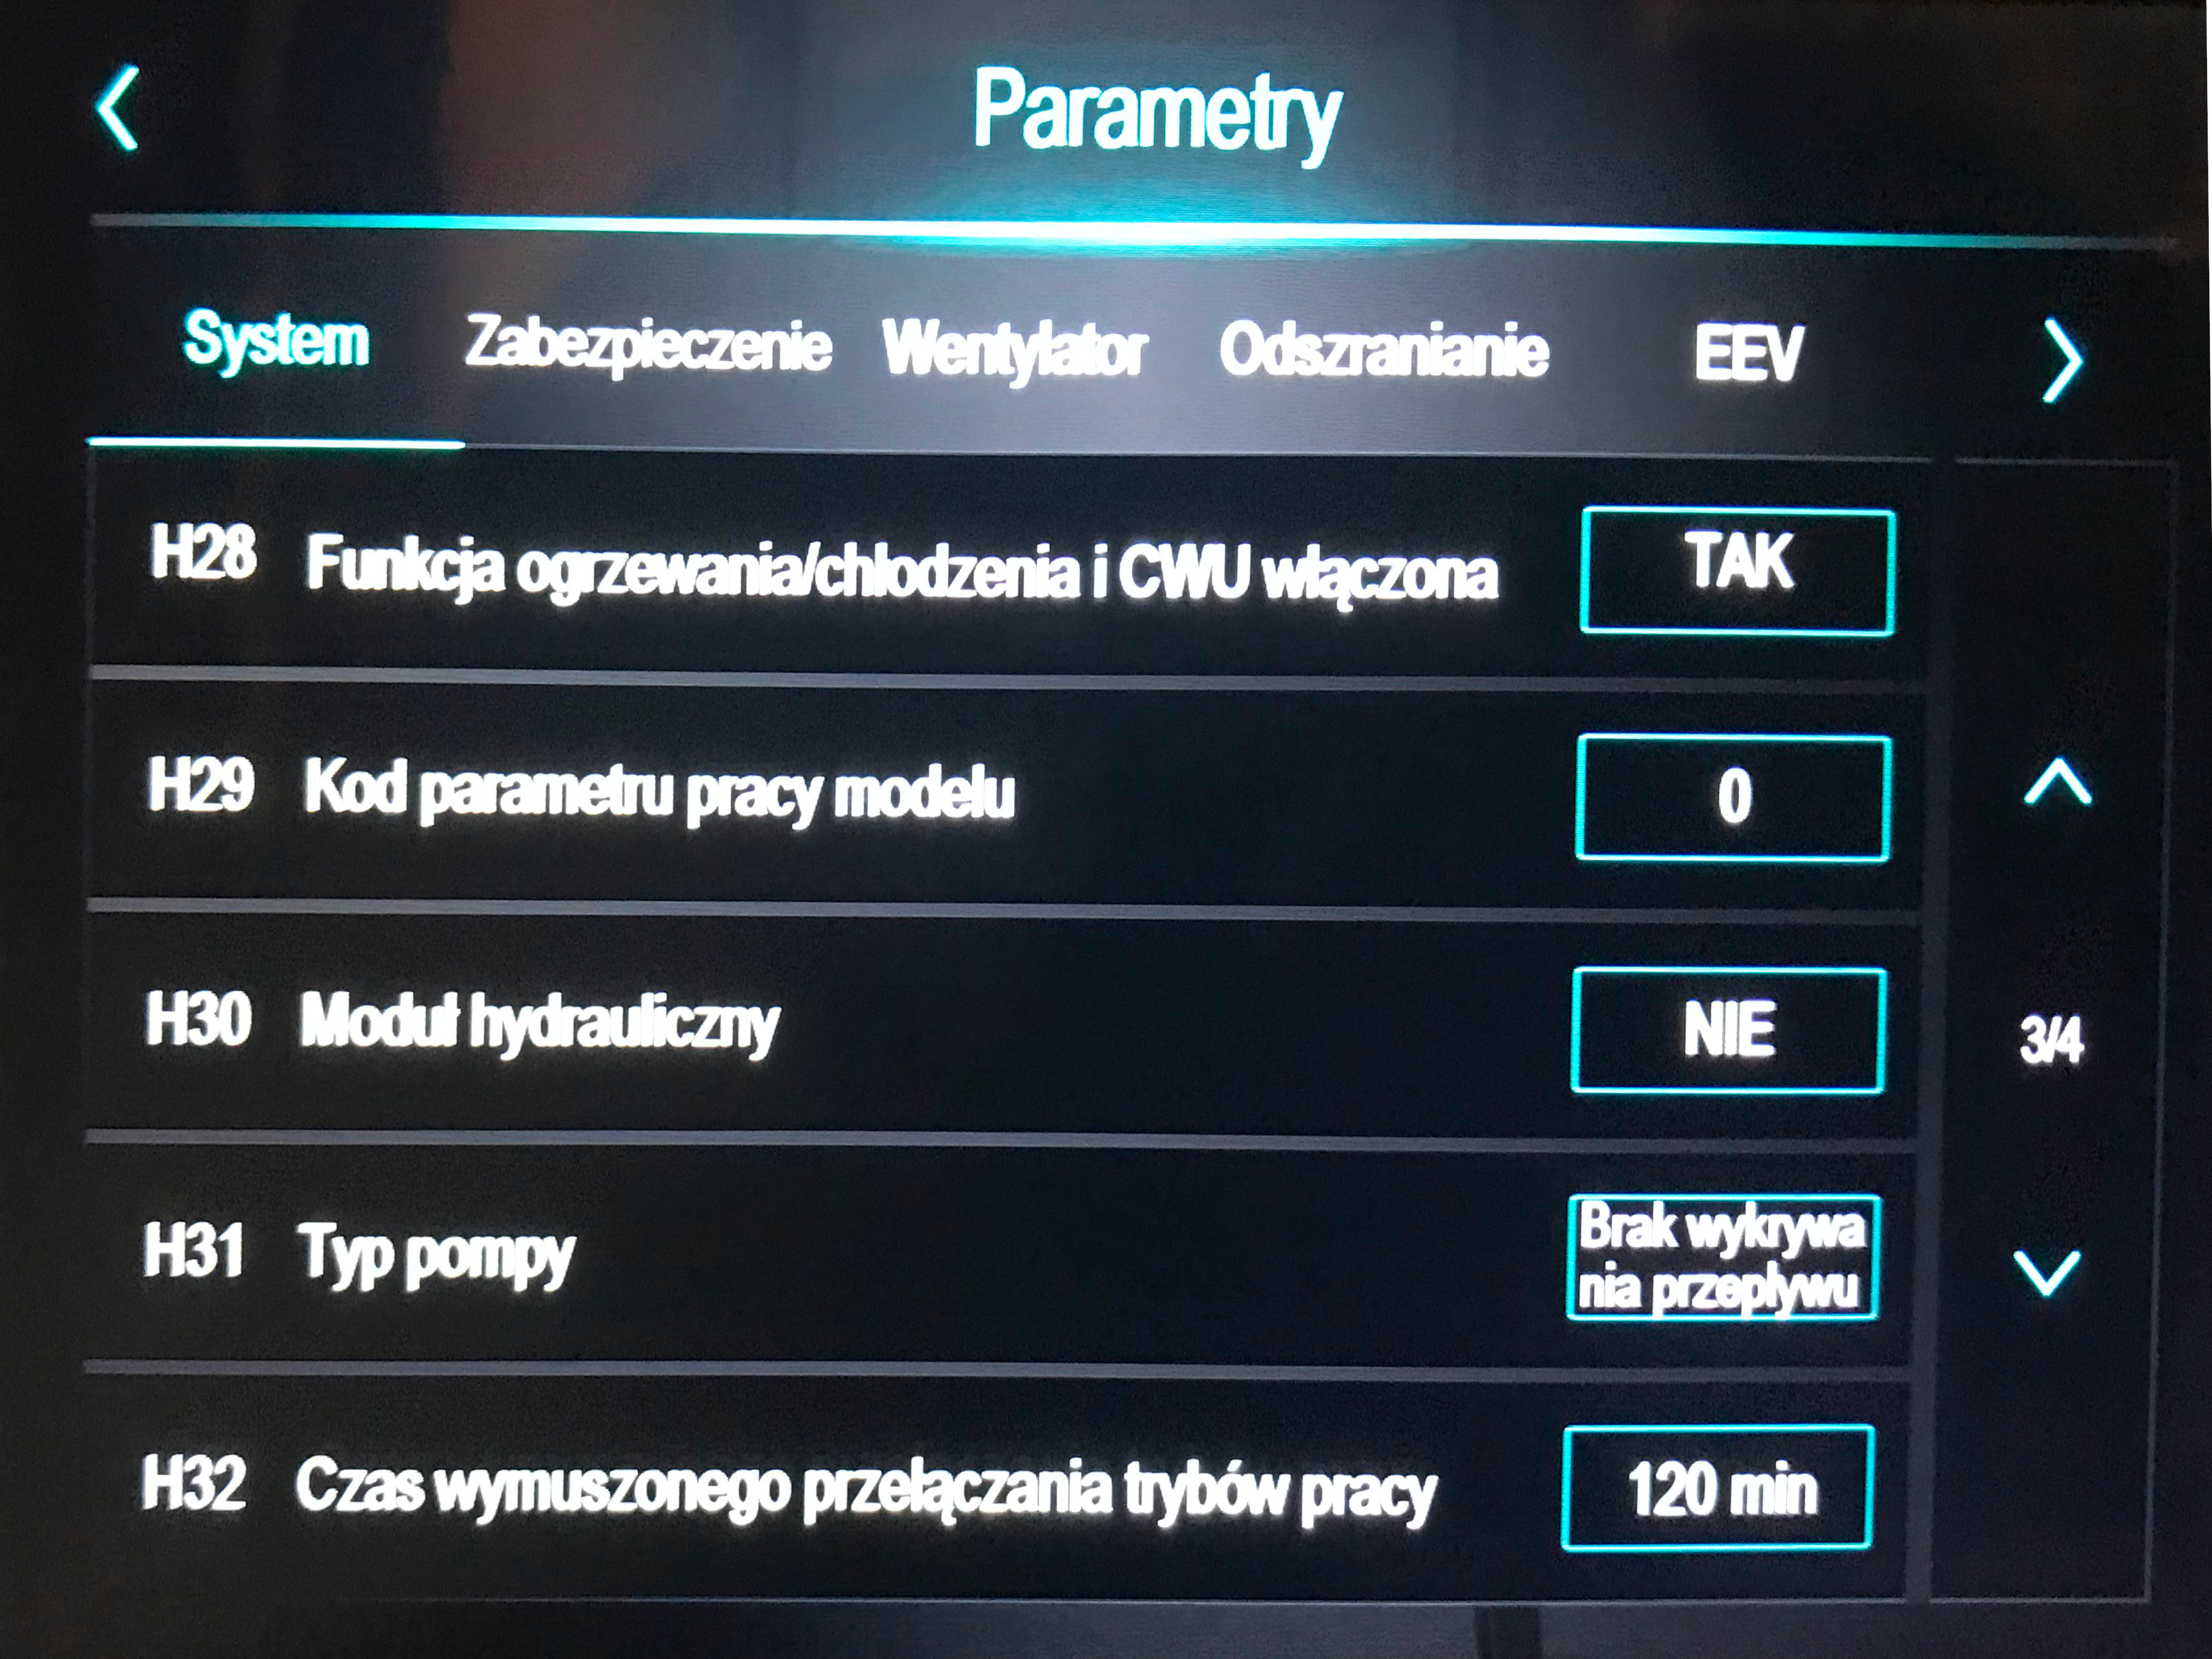 Parametry
System Zabezpieczenie Wentylator Odszranianie EEV
H28 Funkcja ogrzewania/chłodzenia i CWU włączona TAK
H29 Kod parametru pracy modelu 0
H30 Moduł hydrauliczny NIE
3/4
H31 Typ pompy Brak wykrywa
nia przepływu
H32 Czas wymuszonego przełączania trybów pracy 120 min